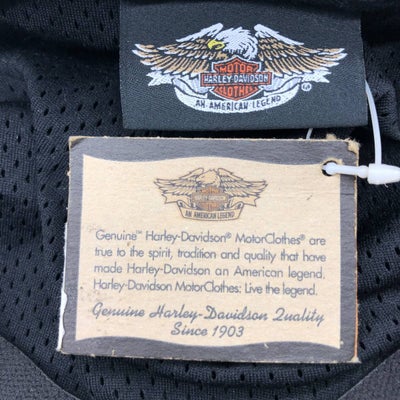 MOTOR
HARLEY-DAVIDSON
CLOTHES
AN AMERICAN LEGEND
HARLEY-DAVIDSON
AN AMERICAN LEGEND
Genuine™ Harley-Davidson® MotorClothes® are
true to the spirit, tradition and quality that have
made Harley-Davidson an American legend.
Harley-Davidson MotorClothes: Live the legend.
Genuine Harley-Davidson Quality
Since 1903